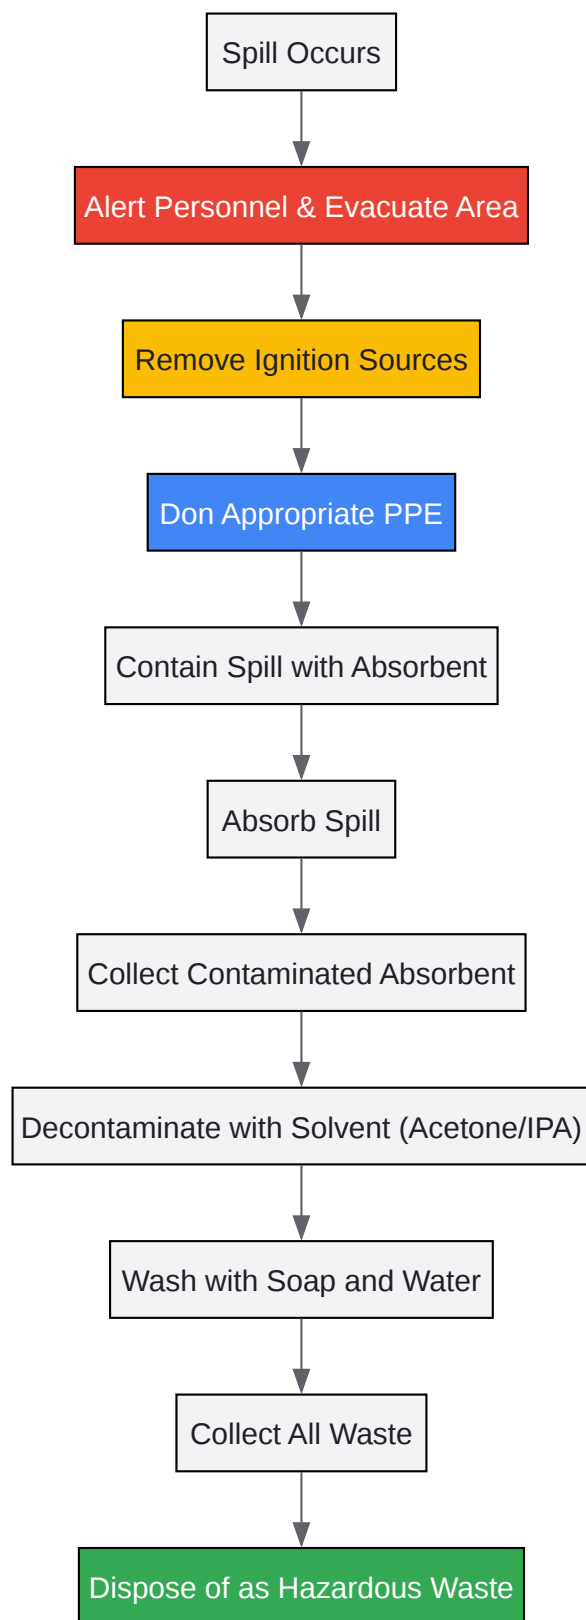 Spill Occurs
Alert Personnel & Evacuate Area
Remove Ignition Sources
Don Appropriate PPE
Contain Spill with Absorbent
Absorb Spill
Collect Contaminated Absorbent
Decontaminate with Solvent (Acetone/IPA)
Wash with Soap and Water
Collect All Waste
Dispose of as Hazardous Waste